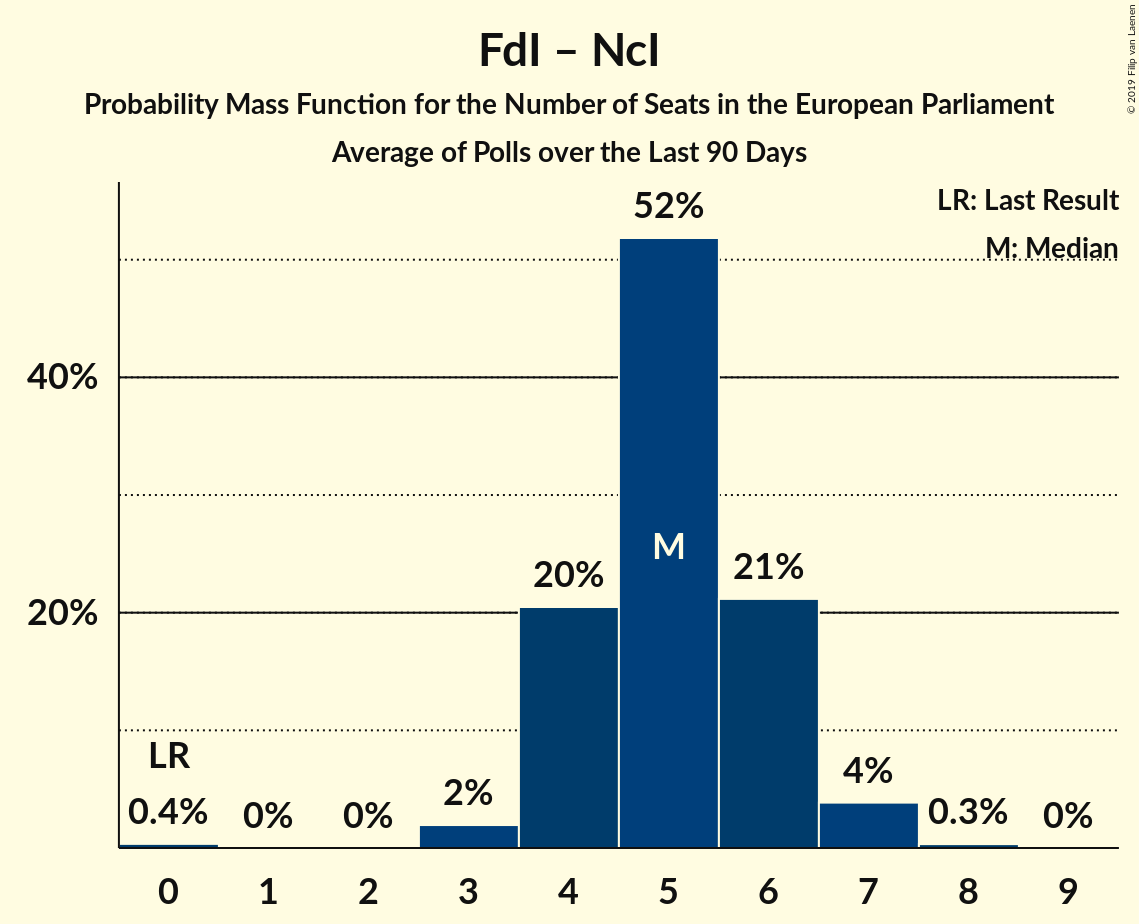 FdI – NcI
Probability Mass Function for the Number of Seats in the European Parliament
Average of Polls over the Last 90 Days
© 2019 Filip van Laenen
LR: Last Result
M: Median
52%
40%
M
21%
20%
20%
LR
4%
2%
0.4% 0% 0% 0.3% 0%
0 1 2 3 4 5 6 7 8 9